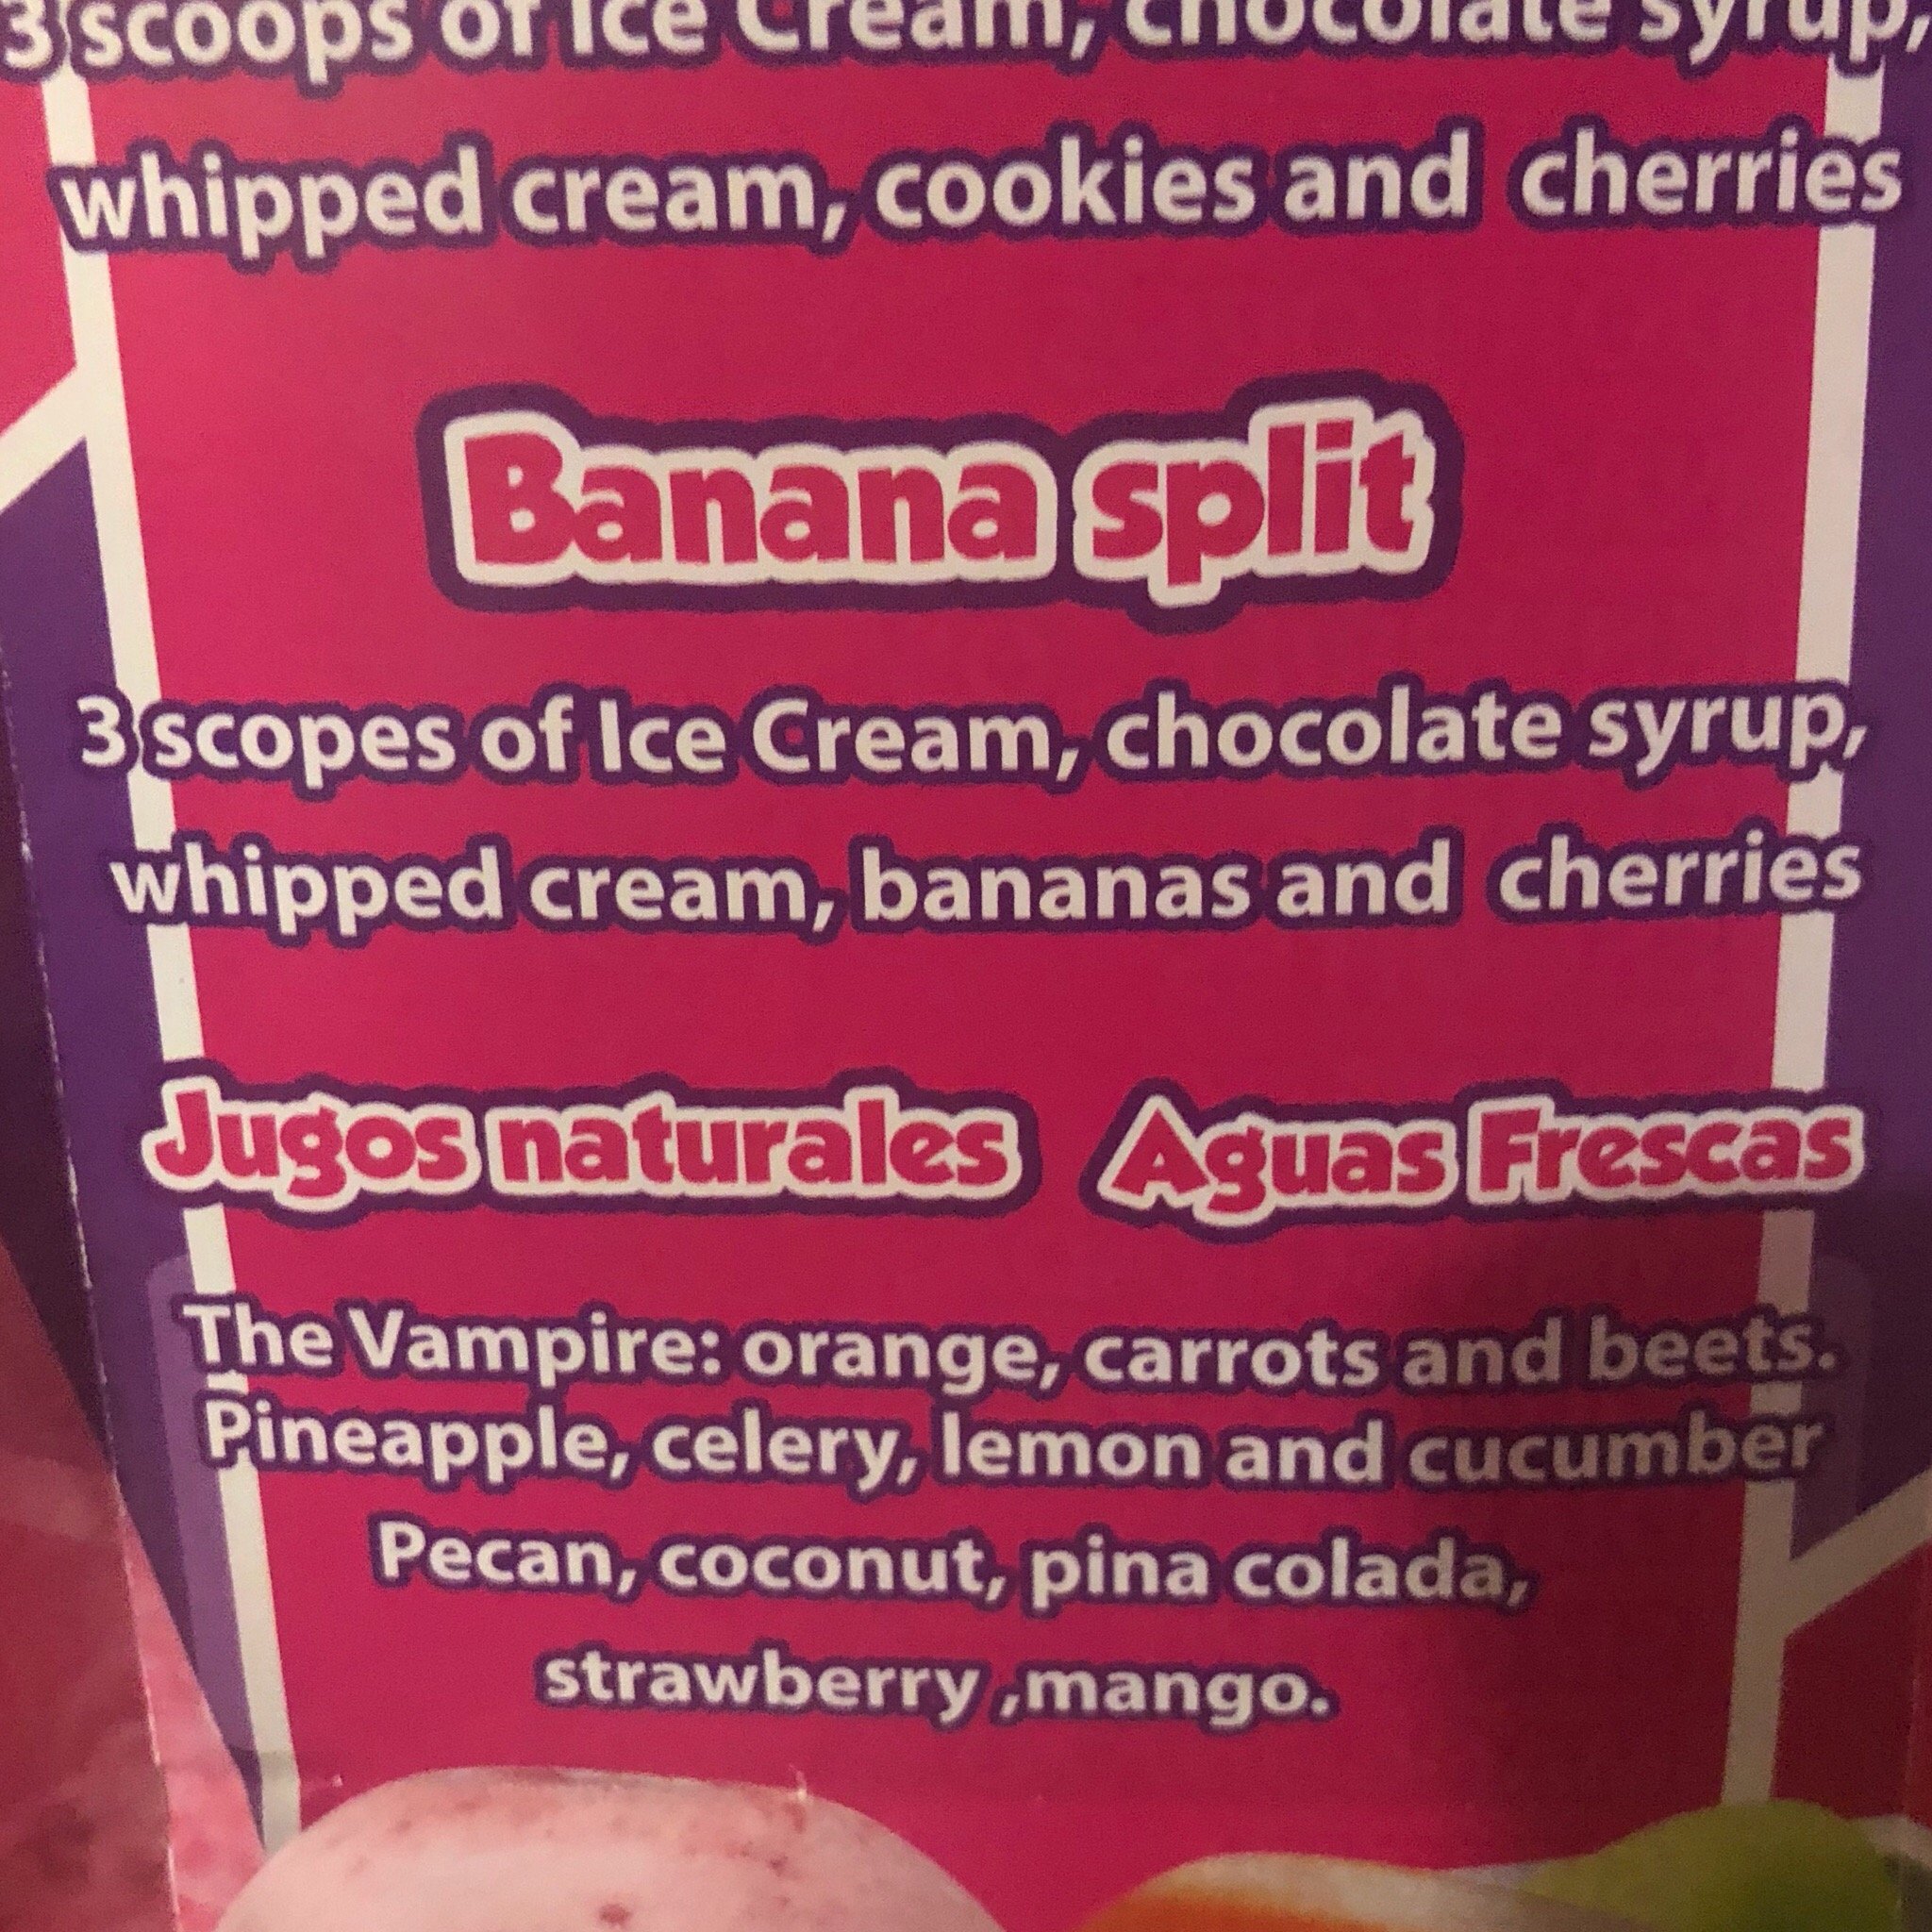 3 scoops of Ice Cream, chocolate syrup,
whipped cream, cookies and cherries
Banana split
3 scopes of Ice Cream, chocolate syrup,
whipped cream, bananas and cherries
Jugos naturales Aguas Frescas
The Vampire: orange, carrots and beets.
Pineapple, celery, lemon and cucumber
Pecan, coconut, pina colada,
strawberry ,mango.